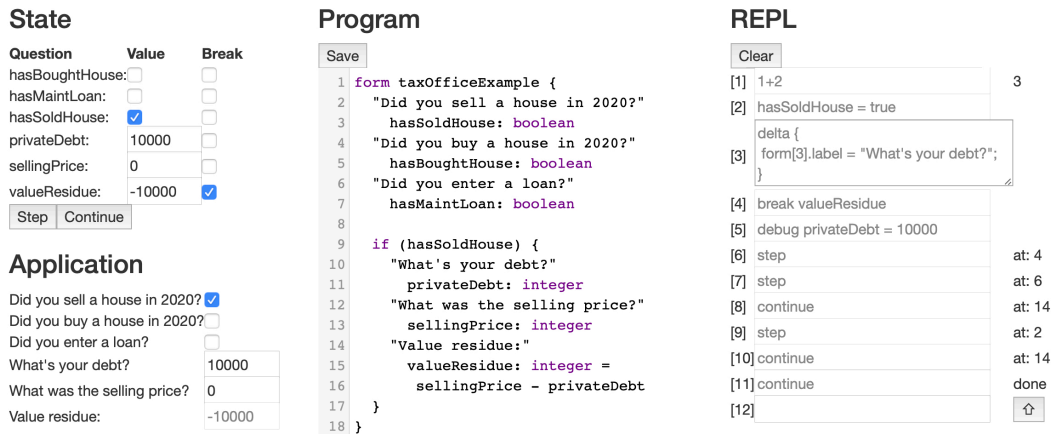 State
Question Value Break
hasBoughtHouse:
hasMaintLoan:
hasSoldHouse:
privateDebt: 10000
sellingPrice: 0
valueResidue: -10000
Step Continue
Application
Did you sell a house in 2020?
Did you buy a house in 2020?
Did you enter a loan?
What's your debt? 10000
What was the selling price? 0
Value residue: -10000
Program
Save
1 form taxOfficeExample {
2 "Did you sell a house in 2020?"
3 hasSoldHouse: boolean
4 "Did you buy a house in 2020?"
5 hasBoughtHouse: boolean
6 "Did you enter a loan?"
7 hasMaintLoan: boolean
8
9 if (hasSoldHouse) {
10 "What's your debt?"
11 privateDebt: integer
12 "What was the selling price?"
13 sellingPrice: integer
14 "Value residue:"
15 valueResidue: integer =
16 sellingPrice - privateDebt
17 }
18 }
REPL
Clear
[1] 1+2 3
[2] hasSoldHouse = true
[3] delta {
form[3].label = "What's your debt?";
}
[4] break valueResidue
[5] debug privateDebt = 10000
[6] step at: 4
[7] step at: 6
[8] continue at: 14
[9] step at: 2
[10] continue at: 14
[11] continue done
[12]